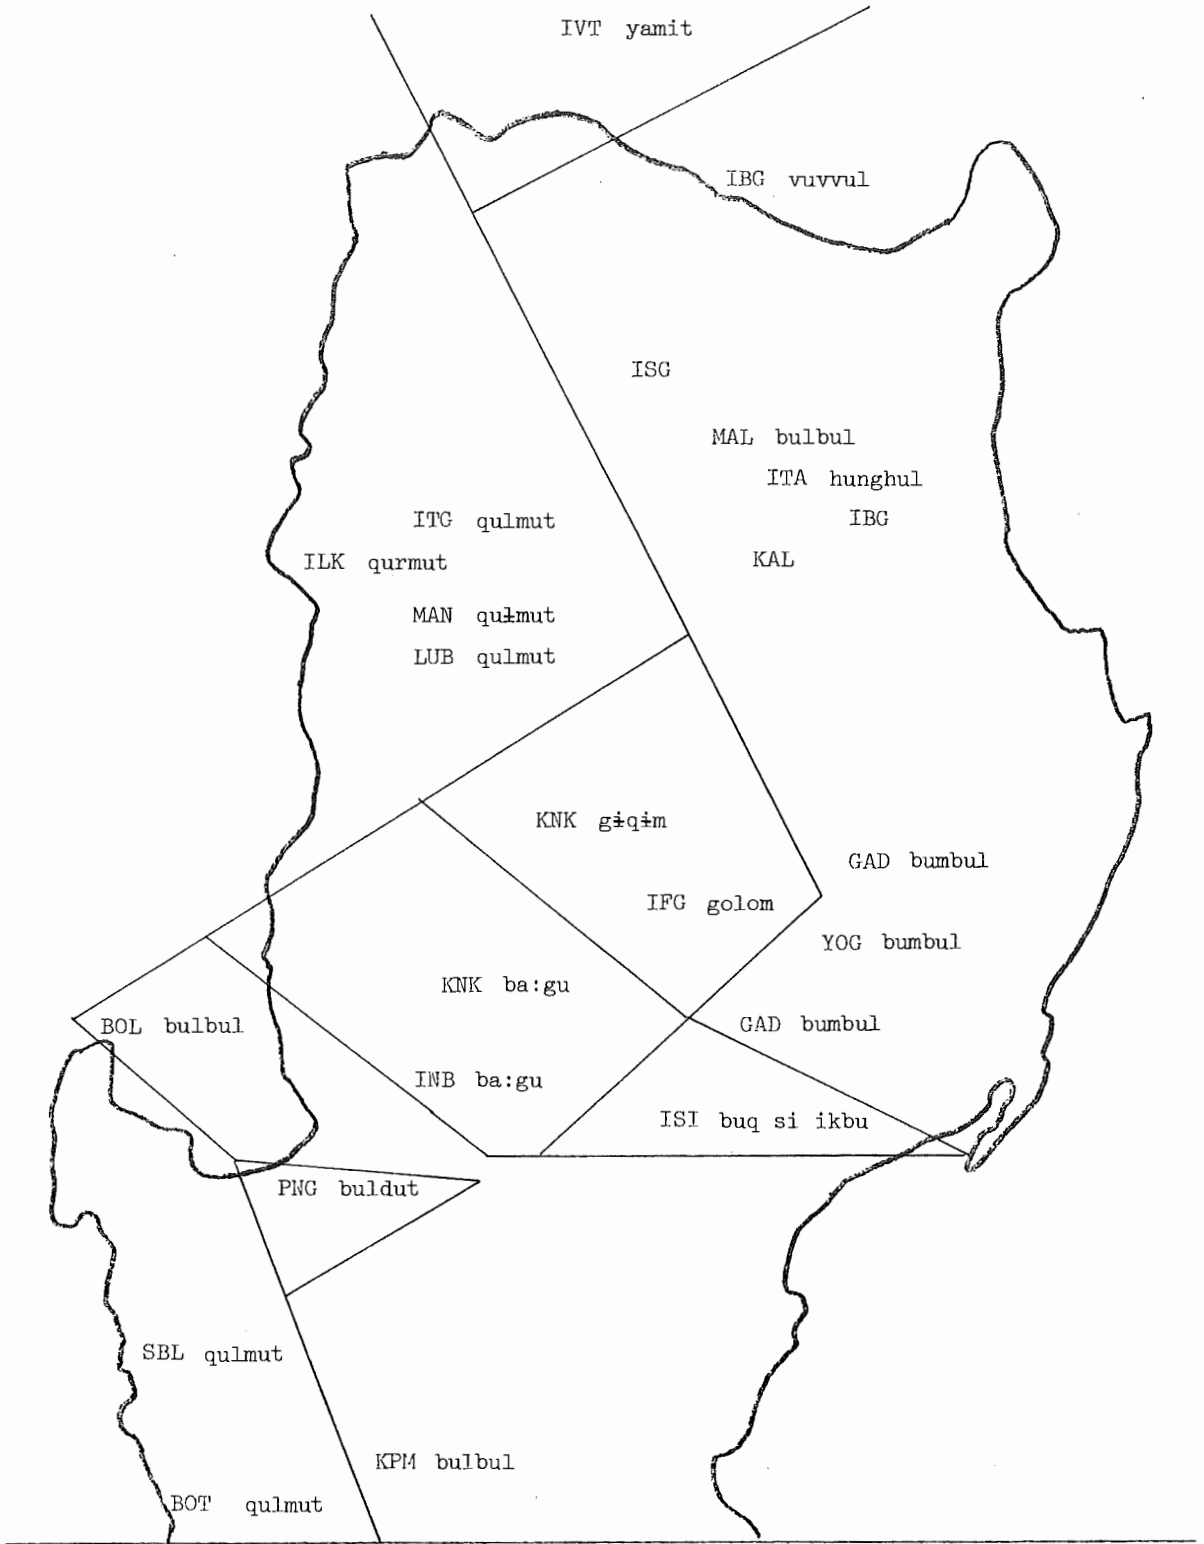 IVT yamit
IBG vuvvul
ISG
MAL bulbul
ITA hunghul
ITG qulmut
IBG
ILK qurmut
KAL
MAN quɫmut
LUB qulmut
KNK gɨqɨm
GAD bumbul
IFG golom
YOG bumbul
KNK ba:gu
BOL bulbul
GAD bumbul
INB ba:gu
ISI buq si ikbu
PNG buldut
SBL qulmut
KPM bulbul
BOT qulmut